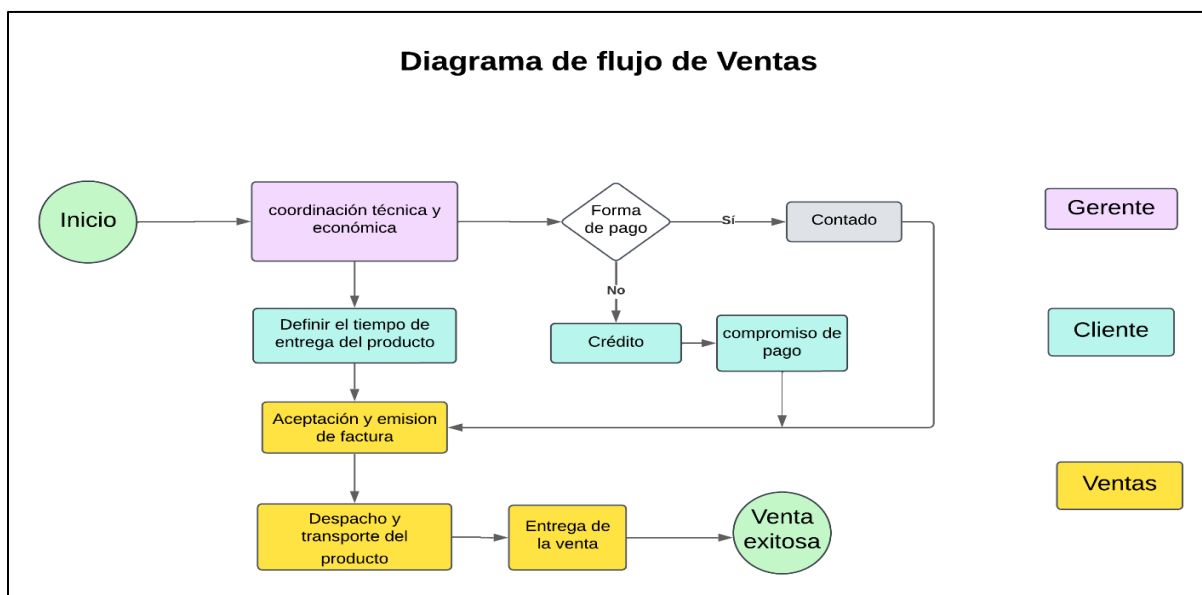 Diagrama de flujo de Ventas
Inicio
coordinación técnica y
económica
Forma
de pago
Sí
Contado
Gerente
No
Definir el tiempo de
entrega del producto
Crédito
compromiso de
pago
Cliente
Aceptación y emision
de factura
Ventas
Despacho y
transporte del
producto
Entrega de
la venta
Venta
exitosa